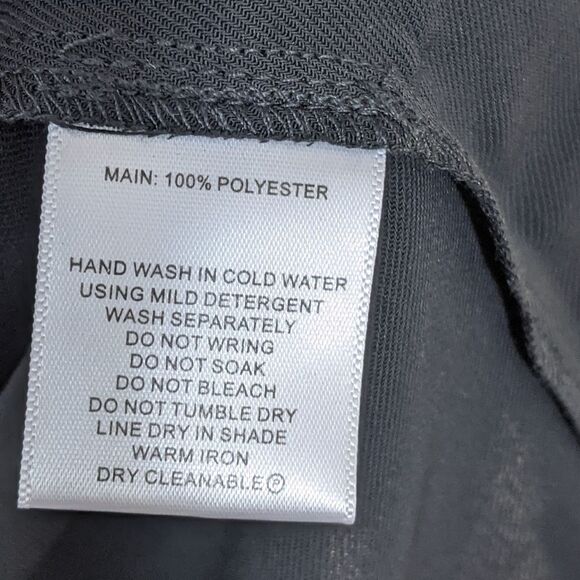 MAIN: 100% POLYESTER
HAND WASH IN COLD WATER
USING MILD DETERGENT
WASH SEPARATELY
DO NOT WRING
DO NOT SOAK
DO NOT BLEACH
DO NOT TUMBLE DRY
LINE DRY IN SHADE
WARM IRON
DRY CLEANABLE Ⓟ